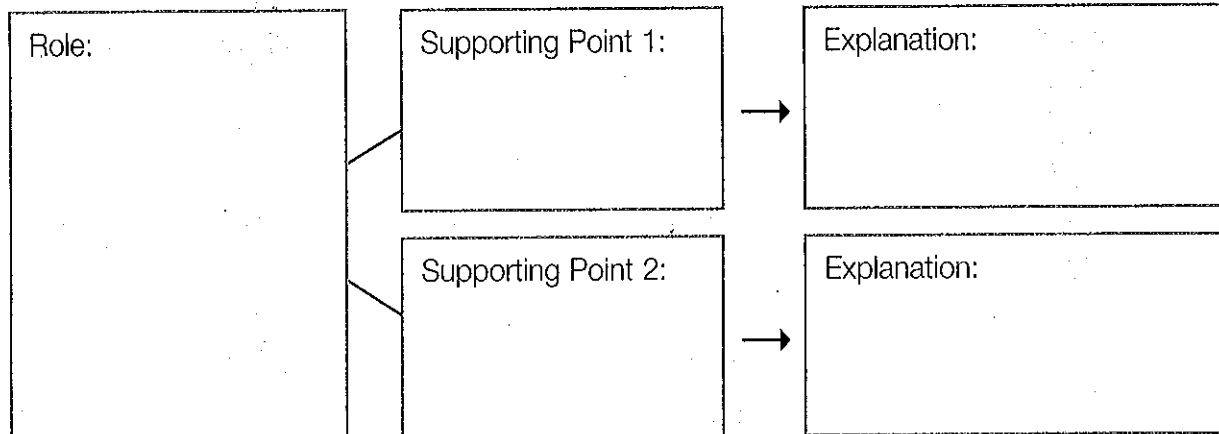 Role:
Supporting Point 1:
Explanation:
Supporting Point 2:
Explanation: